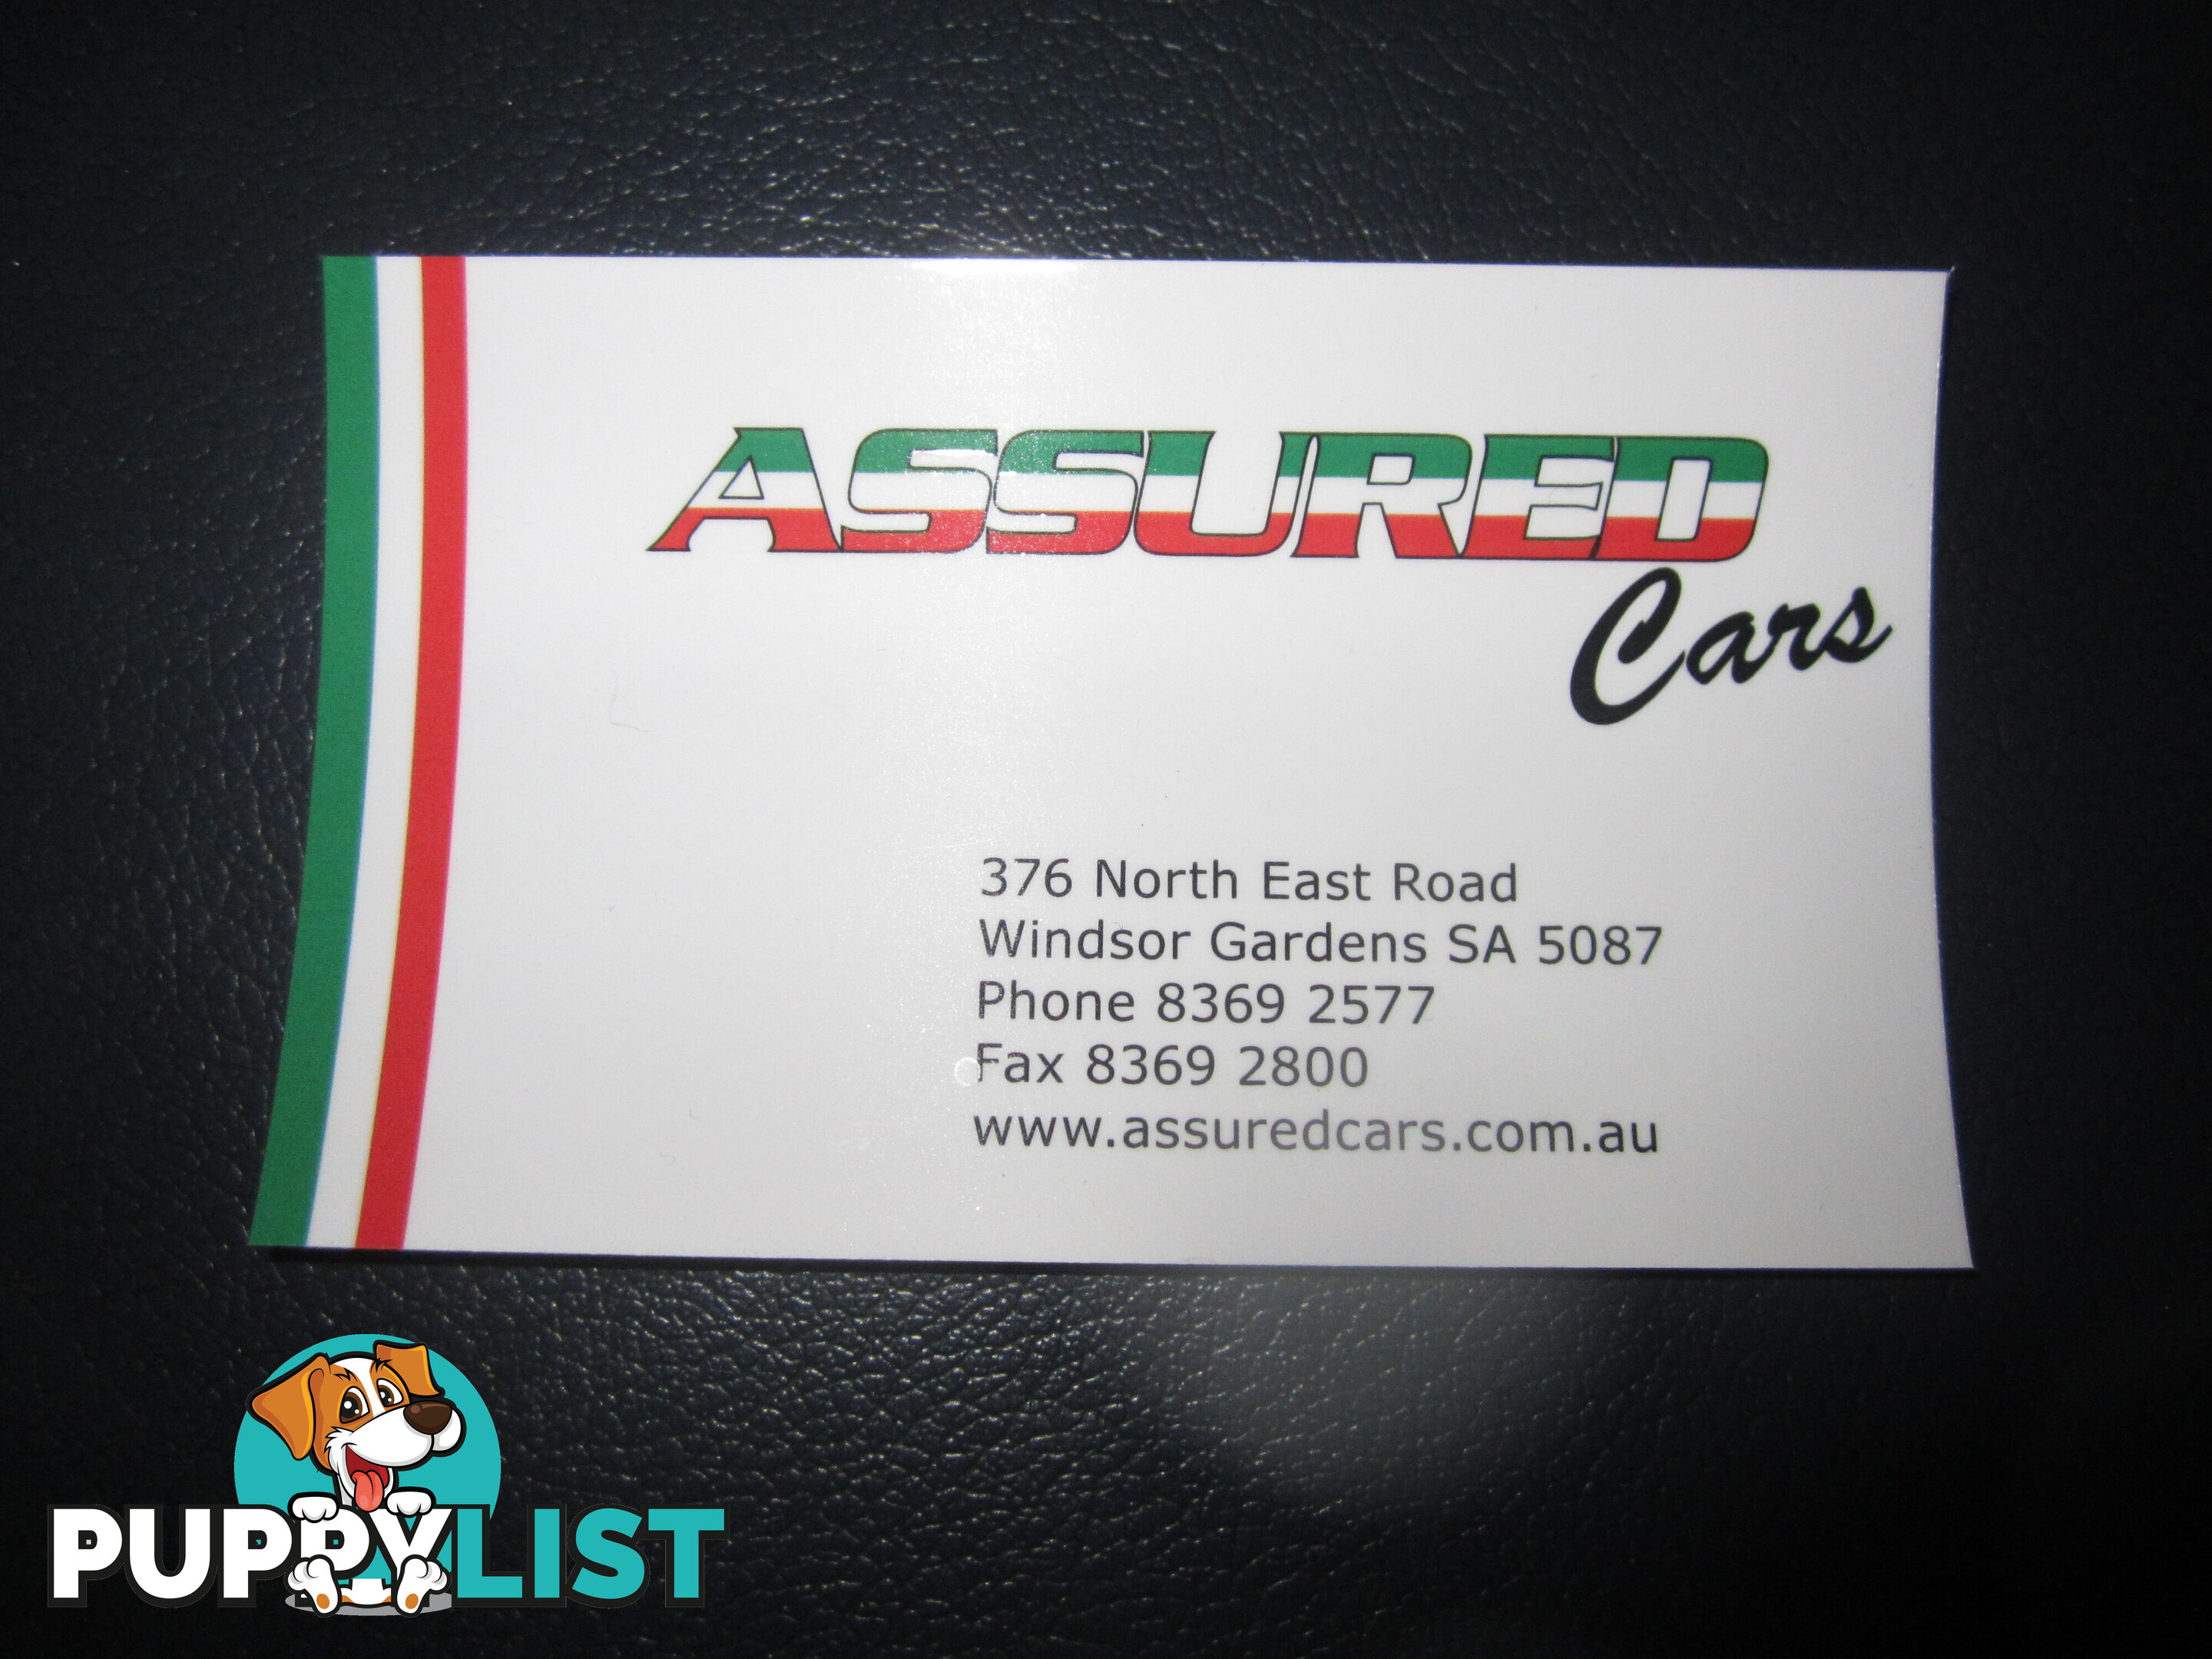 ASSURED
Cars
376 North East Road
Windsor Gardens SA 5087
Phone 8369 2577
Fax 8369 2800
www.assuredcars.com.au
PUPPYLIST